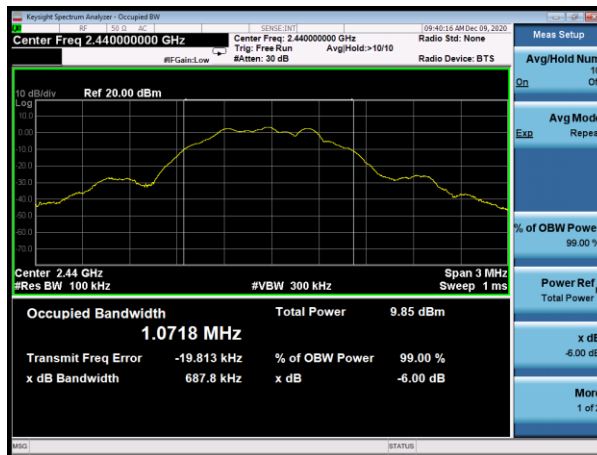 Keysight Spectrum Analyzer - Occupied BW
RF 50 Ω AC SENSE:INT 09:40:16 AM Dec 09, 2020
Center Freq 2.440000000 GHz
Center Freq: 2.440000000 GHz
Radio Std: None
Trig: Free Run Avg|Hold:>10/10
#IFGain:Low #Atten: 30 dB Radio Device: BTS
10 dB/div Ref 20.00 dBm
Log
10.0
0.00
-10.0
-20.0
-30.0
-40.0
-50.0
-60.0
-70.0
Center 2.44 GHz Span 3 MHz
#Res BW 100 kHz #VBW 300 kHz Sweep 1 ms
Occupied Bandwidth Total Power 9.85 dBm
1.0718 MHz
Transmit Freq Error -19.813 kHz % of OBW Power 99.00 %
x dB Bandwidth 687.8 kHz x dB -6.00 dB
MSG STATUS
Meas Setup
Avg/Hold Num
10
On Of
Avg Mode
Exp Repea
% of OBW Power
99.00 %
Power Ref
Total Power
x dB
-6.00 dB
More
1 of 2